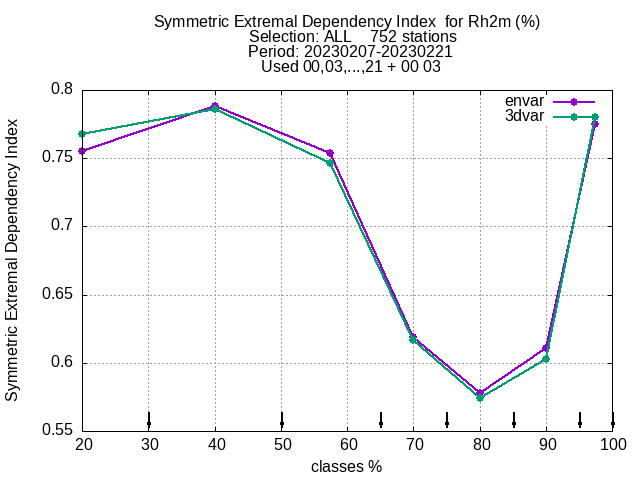 Symmetric Extremal Dependency Index  for Rh2m (%)
Selection: ALL    752 stations
Period: 20230207-20230221
Used 00,03,...,21 + 00 03
envar
3dvar
Symmetric Extremal Dependency Index
0.8
0.75
0.7
0.65
0.6
0.55
20 30 40 50 60 70 80 90 100
classes %